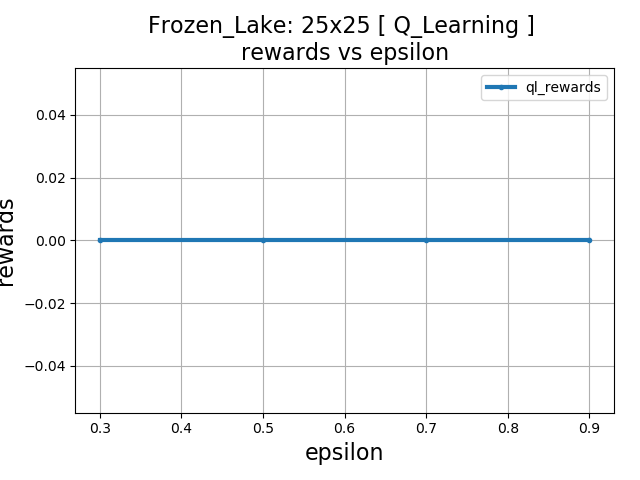 Frozen_Lake: 25x25 [ Q_Learning ]
rewards vs epsilon
ql_rewards
0.04
0.02
0.00
−0.02
−0.04
rewards
0.3 0.4 0.5 0.6 0.7 0.8 0.9
epsilon